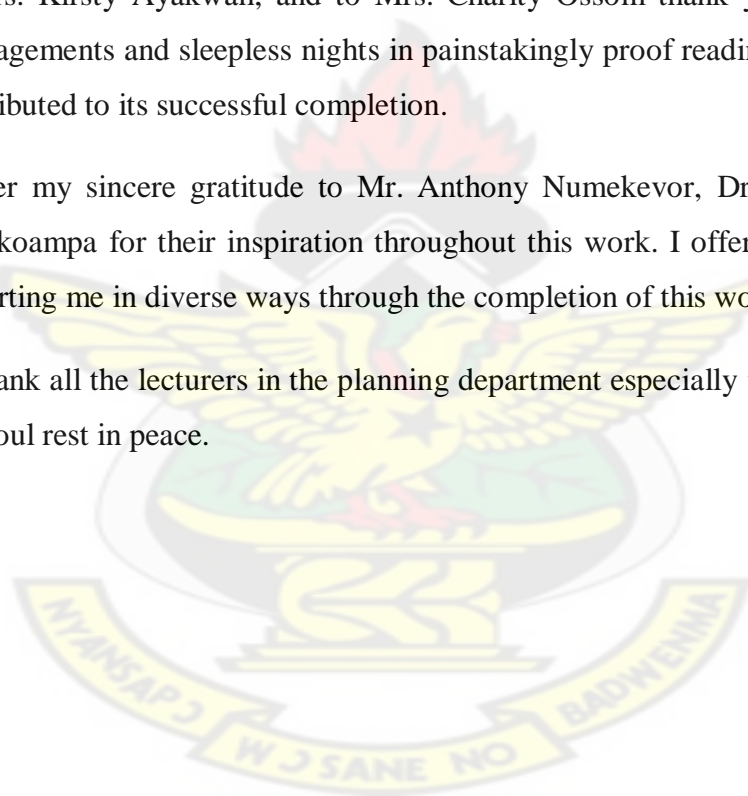 Kirsty Ayakwah, and to Mrs. Charity Ossom thank
agements and sleepless nights in painstakingly proof
ibuted to its successful completion.
er my sincere gratitude to Mr. Anthony Numekevor, Dr
koampa for their inspiration throughout this work. I offer
rting me in diverse ways through the completion of this
ank all the lecturers in the planning department especially
oul rest in peace.
NYANSAPƆ
WƆSANE NO
BADWENMA